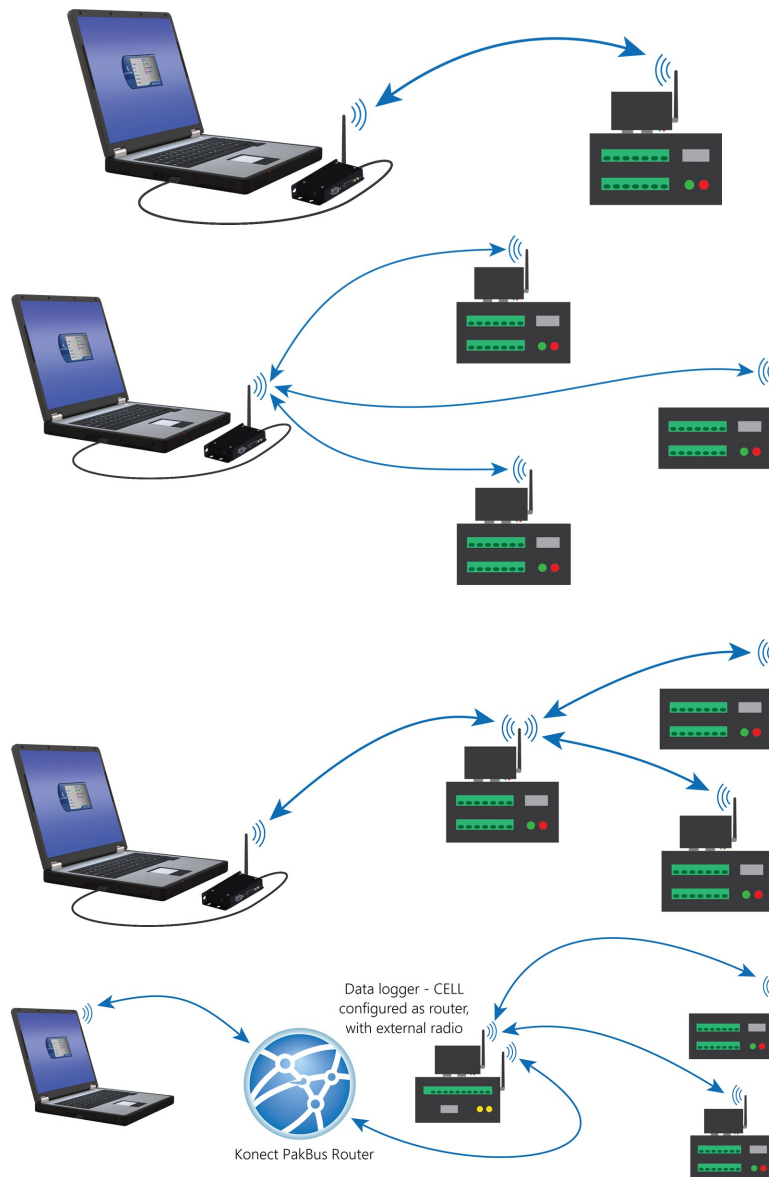 Data logger - CELL
configured as router,
with external radio
Konect PakBus Router